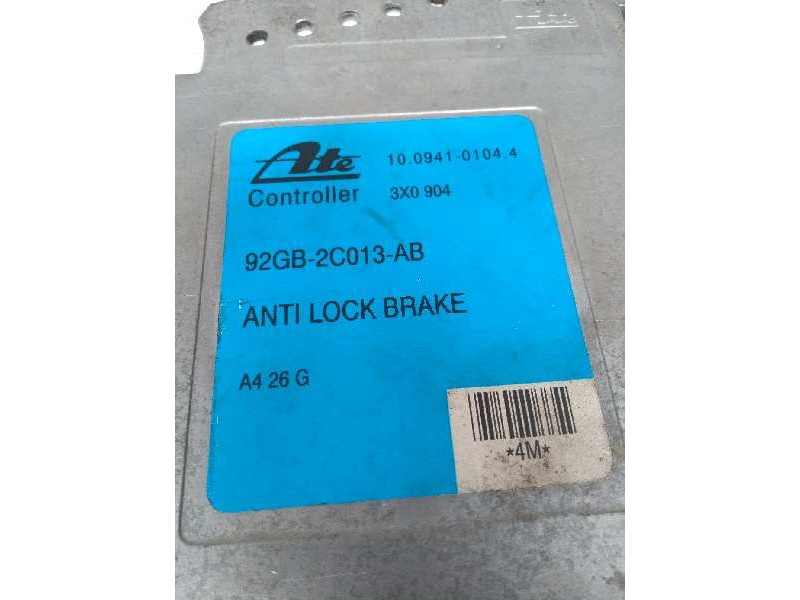 Ate 10.0941-0104.4
Controller 3X0 904
92GB-2C013-AB
ANTI LOCK BRAKE
A4 26 G
*4M*